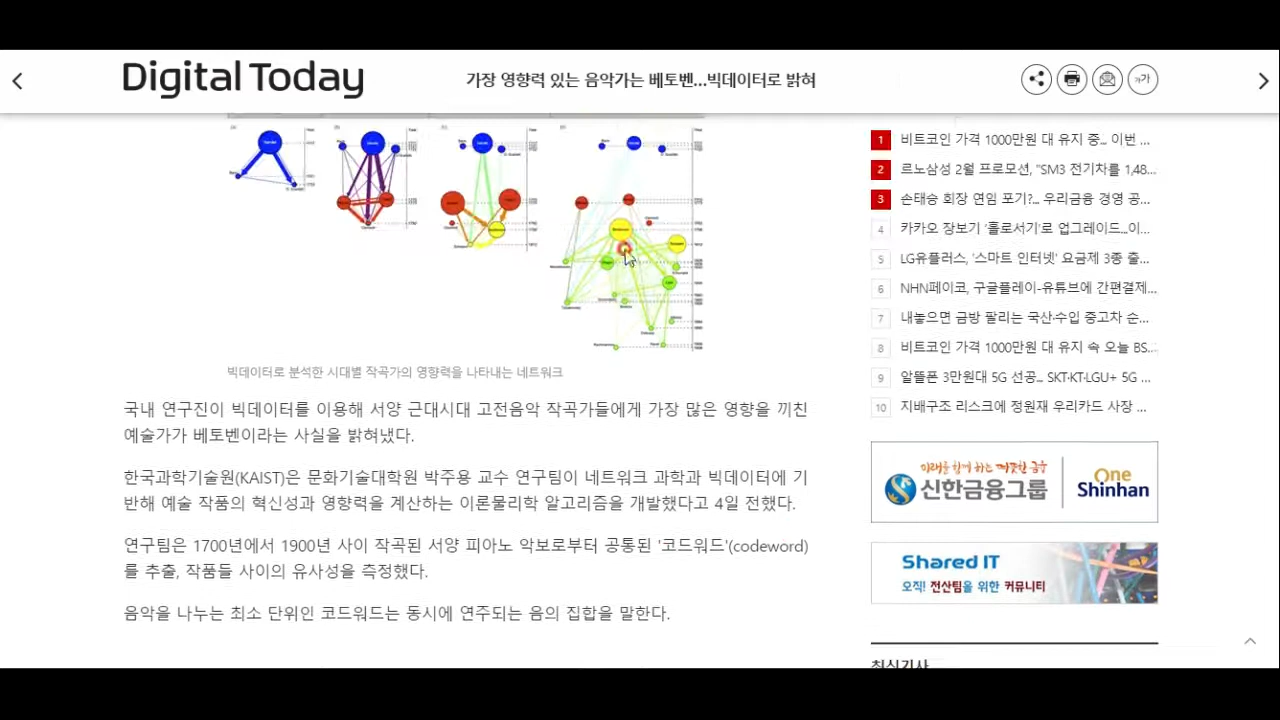 Digital Today
가장 영향력 있는 음악가는 베토벤...빅데이터로 밝혀
가가
빅데이터로 분석한 시대별 작곡가의 영향력을 나타내는 네트워크
국내 연구진이 빅데이터를 이용해 서양 근대시대 고전음악 작곡가들에게 가장 많은 영향을 끼친
예술가가 베토벤이라는 사실을 밝혀냈다.
한국과학기술원(KAIST)은 문화기술대학원 박주용 교수 연구팀이 네트워크 과학과 빅데이터에 기
반해 예술 작품의 혁신성과 영향력을 계산하는 이론물리학 알고리즘을 개발했다고 4일 전했다.
연구팀은 1700년에서 1900년 사이 작곡된 서양 피아노 악보로부터 공통된 '코드워드'(codeword)
를 추출, 작품들 사이의 유사성을 측정했다.
음악을 나누는 최소 단위인 코드워드는 동시에 연주되는 음의 집합을 말한다.
1 비트코인 가격 1000만원 대 유지 중... 이번 ...
2 르노삼성 2월 프로모션, "SM3 전기차를 1,48...
3 손태승 회장 연임 포기?... 우리금융 경영 공...
4 카카오 장보기 '홀로서기'로 업그레이드...이...
5 LG유플러스, '스마트 인터넷' 요금제 3종 출...
6 NHN페이코, 구글플레이-유튜브에 간편결제...
7 내놓으면 금방 팔리는 국산·수입 중고차 순...
8 비트코인 가격 1000만원 대 유지 속 오늘 BS...
9 알뜰폰 3만원대 5G 선공... SKT·KT·LGU+ 5G ...
10 지배구조 리스크에 정원재 우리카드 사장 ...
미래를 함께 하는 따뜻한 금융
신한금융그룹
One
Shinhan
Shared IT
오직! 전산팀을 위한 커뮤니티
최신기사